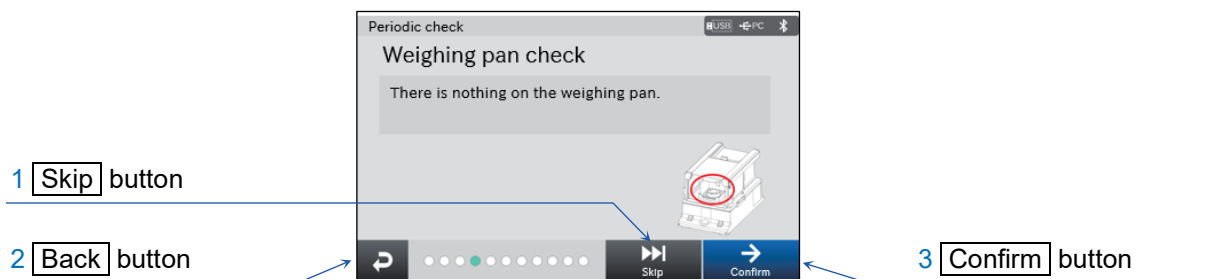 Periodic check
USB PC
Weighing pan check
There is nothing on the weighing pan.
1 Skip button
2 Back button
Skip
Confirm
3 Confirm button